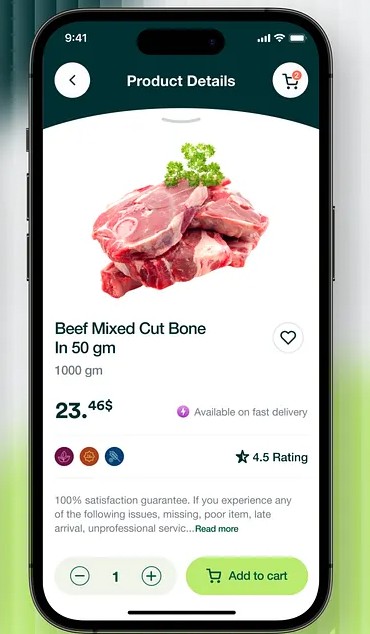 9:41
Product Details
2
Beef Mixed Cut Bone
In 50 gm
1000 gm
23.46$
Available on fast delivery
4.5 Rating
100% satisfaction guarantee. If you experience any
of the following issues, missing, poor item, late
arrival, unprofessional servic...Read more
1
Add to cart